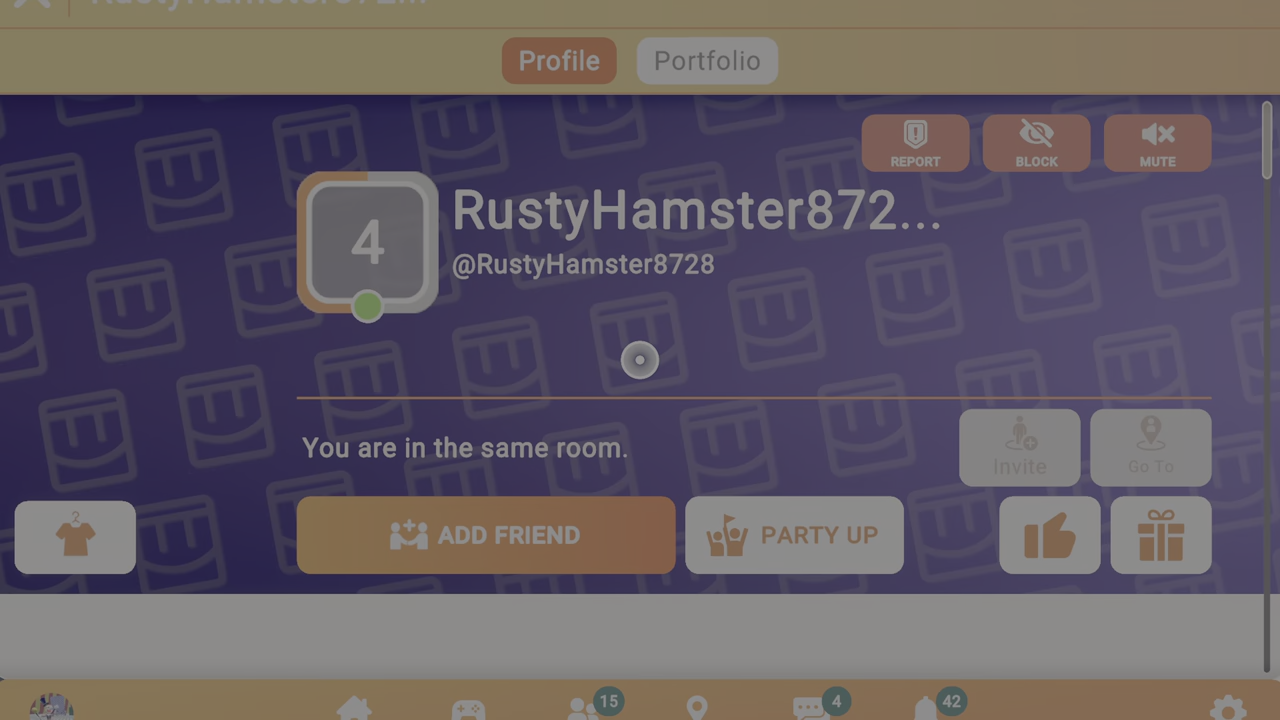 Profile
Portfolio
REPORT
BLOCK
MUTE
4
RustyHamster872...
@RustyHamster8728
You are in the same room.
Invite
Go To
ADD FRIEND
PARTY UP
15
4
42